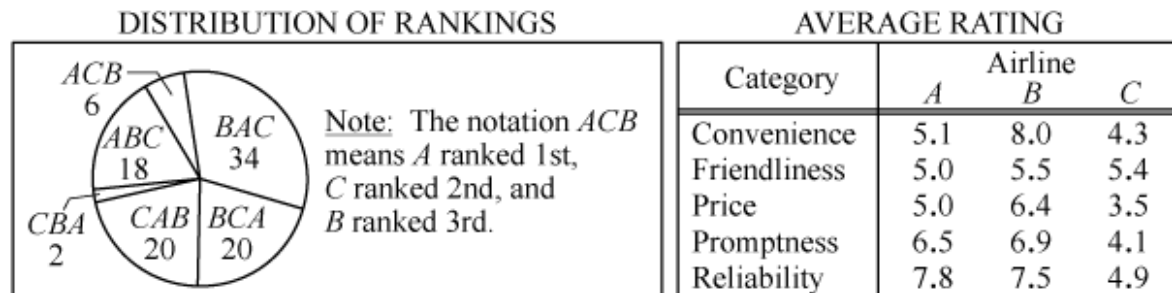 DISTRIBUTION OF RANKINGS
ACB
6
ABC
18
BAC
34
CBA
2
CAB
20
BCA
20
Note: The notation ACB
means A ranked 1st,
C ranked 2nd, and
B ranked 3rd.
AVERAGE RATING
Category Airline
A B C
Convenience 5.1 8.0 4.3
Friendliness 5.0 5.5 5.4
Price 5.0 6.4 3.5
Promptness 6.5 6.9 4.1
Reliability 7.8 7.5 4.9